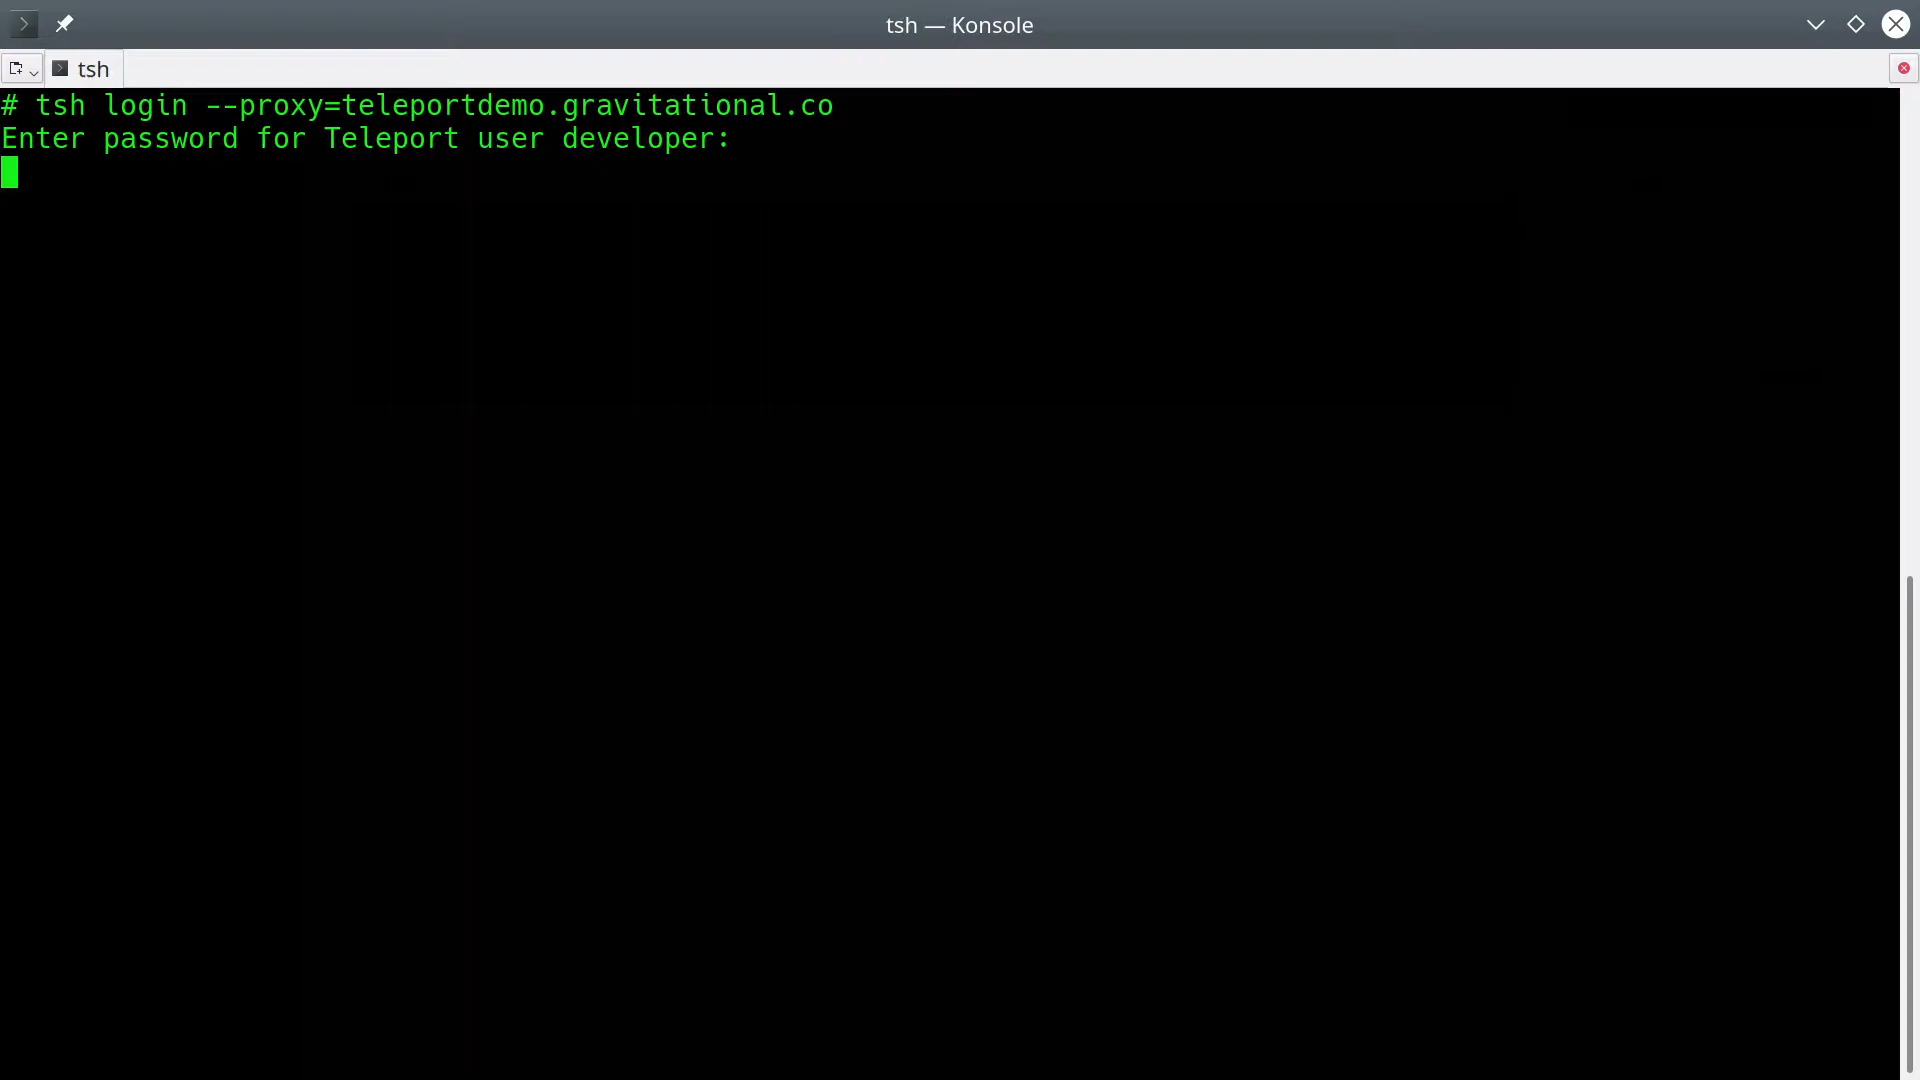 tsh — Konsole
tsh
# tsh login --proxy=teleportdemo.gravitational.co
Enter password for Teleport user developer: